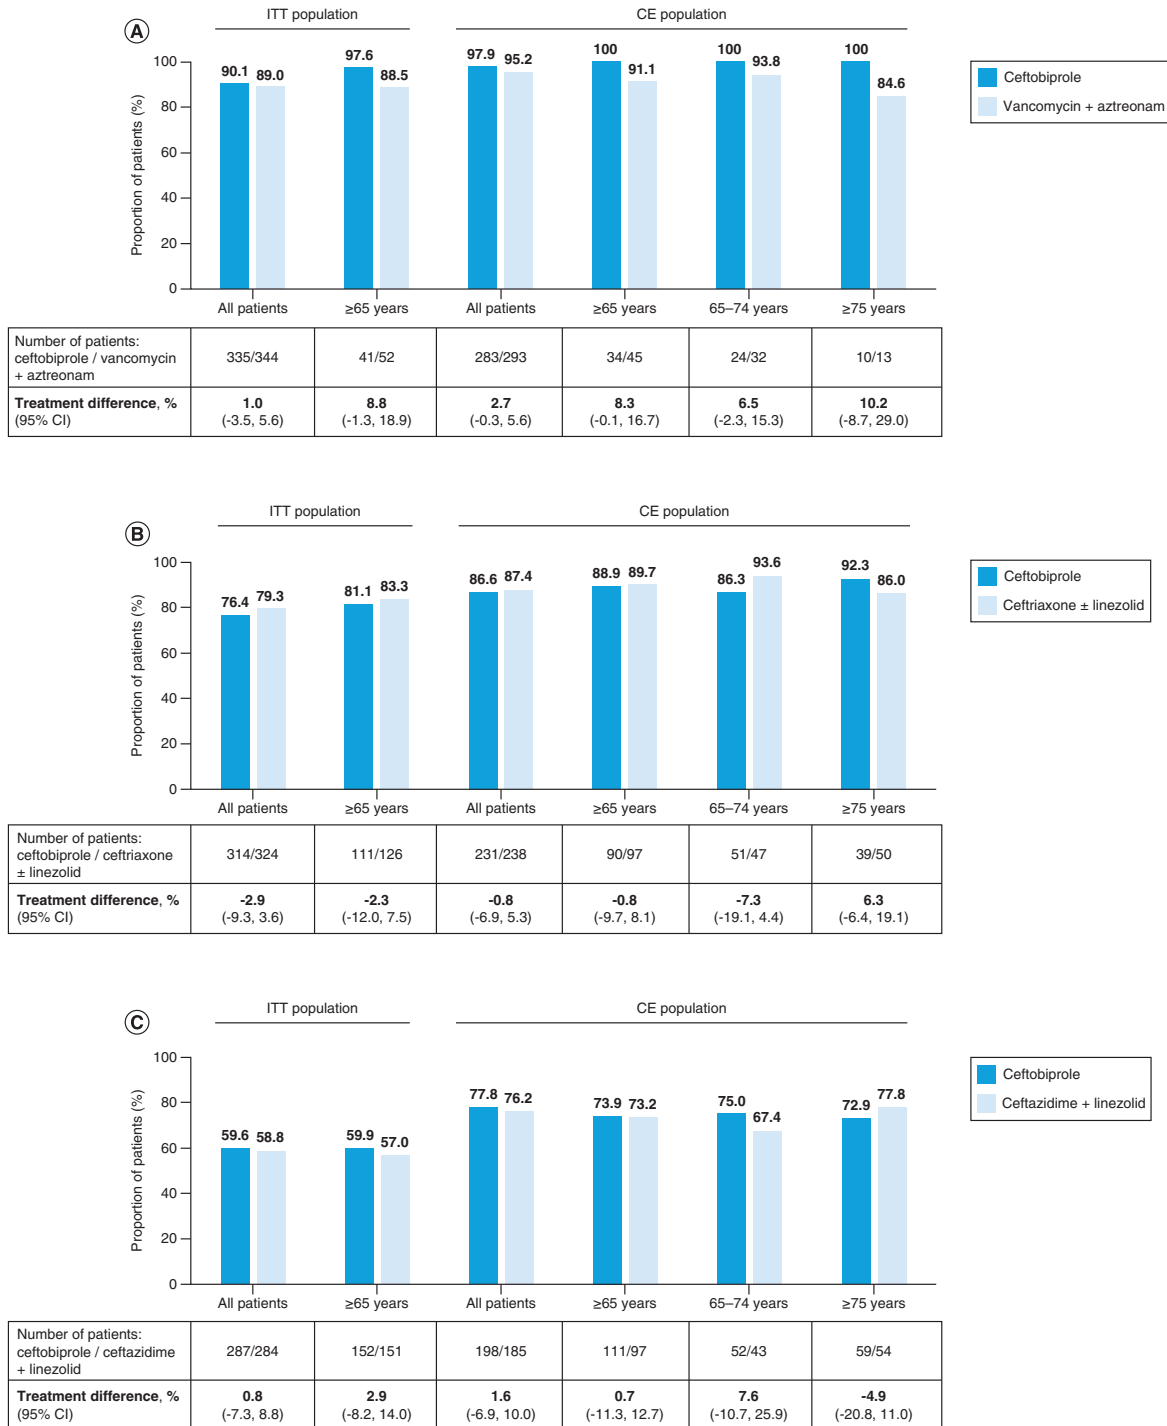 A
ITT population
CE population
Proportion of patients (%)
100
80
60
40
20
0
90.1 89.0
97.6 88.5
97.9 95.2
100 91.1
100 93.8
100 84.6
All patients ≥65 years All patients ≥65 years 65–74 years ≥75 years
Ceftobiprole
Vancomycin + aztreonam
Number of patients:
ceftobiprole / vancomycin
+ aztreonam
335/344 41/52 283/293 34/45 24/32 10/13
Treatment difference, % 1.0 8.8 2.7 8.3 6.5 10.2
(95% CI) (-3.5, 5.6) (-1.3, 18.9) (-0.3, 5.6) (-0.1, 16.7) (-2.3, 15.3) (-8.7, 29.0)
B
ITT population
CE population
Proportion of patients (%)
100
80
60
40
20
0
76.4 79.3
81.1 83.3
86.6 87.4
88.9 89.7
86.3 93.6
92.3 86.0
All patients ≥65 years All patients ≥65 years 65–74 years ≥75 years
Ceftobiprole
Ceftriaxone ± linezolid
Number of patients:
ceftobiprole / ceftriaxone
± linezolid
314/324 111/126 231/238 90/97 51/47 39/50
Treatment difference, % -2.9 -2.3 -0.8 -0.8 -7.3 6.3
(95% CI) (-9.3, 3.6) (-12.0, 7.5) (-6.9, 5.3) (-9.7, 8.1) (-19.1, 4.4) (-6.4, 19.1)
C
ITT population
CE population
Proportion of patients (%)
100
80
60
40
20
0
59.6 58.8
59.9 57.0
77.8 76.2
73.9 73.2
75.0 67.4
72.9 77.8
All patients ≥65 years All patients ≥65 years 65–74 years ≥75 years
Ceftobiprole
Ceftazidime + linezolid
Number of patients:
ceftobiprole / ceftazidime
+ linezolid
287/284 152/151 198/185 111/97 52/43 59/54
Treatment difference, % 0.8 2.9 1.6 0.7 7.6 -4.9
(95% CI) (-7.3, 8.8) (-8.2, 14.0) (-6.9, 10.0) (-11.3, 12.7) (-10.7, 25.9) (-20.8, 11.0)